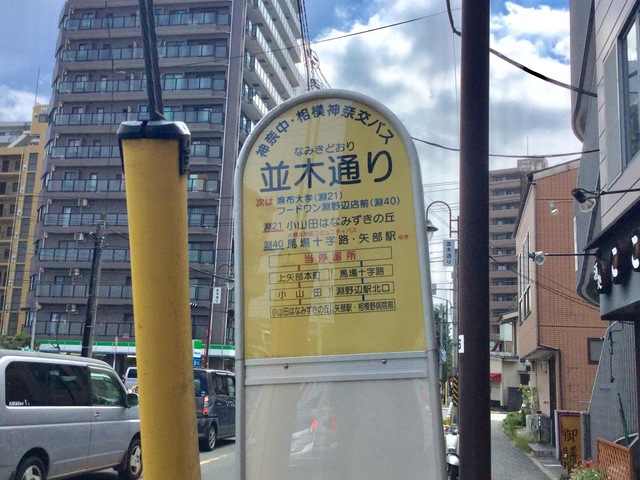 神奈中・相模神奈交バス
なみきどおり
並木通り
次は 麻布大学(淵21)
フードワン淵野辺店前(淵40)
淵21 小山田はなみずきの丘
淵40 馬場十字路・矢部駅 ゆき
当停留所
上矢部本町 馬場十字路
小山田 淵野辺駅北口
小山田はなみずきの丘 矢部駅・相模野病院前
御膳